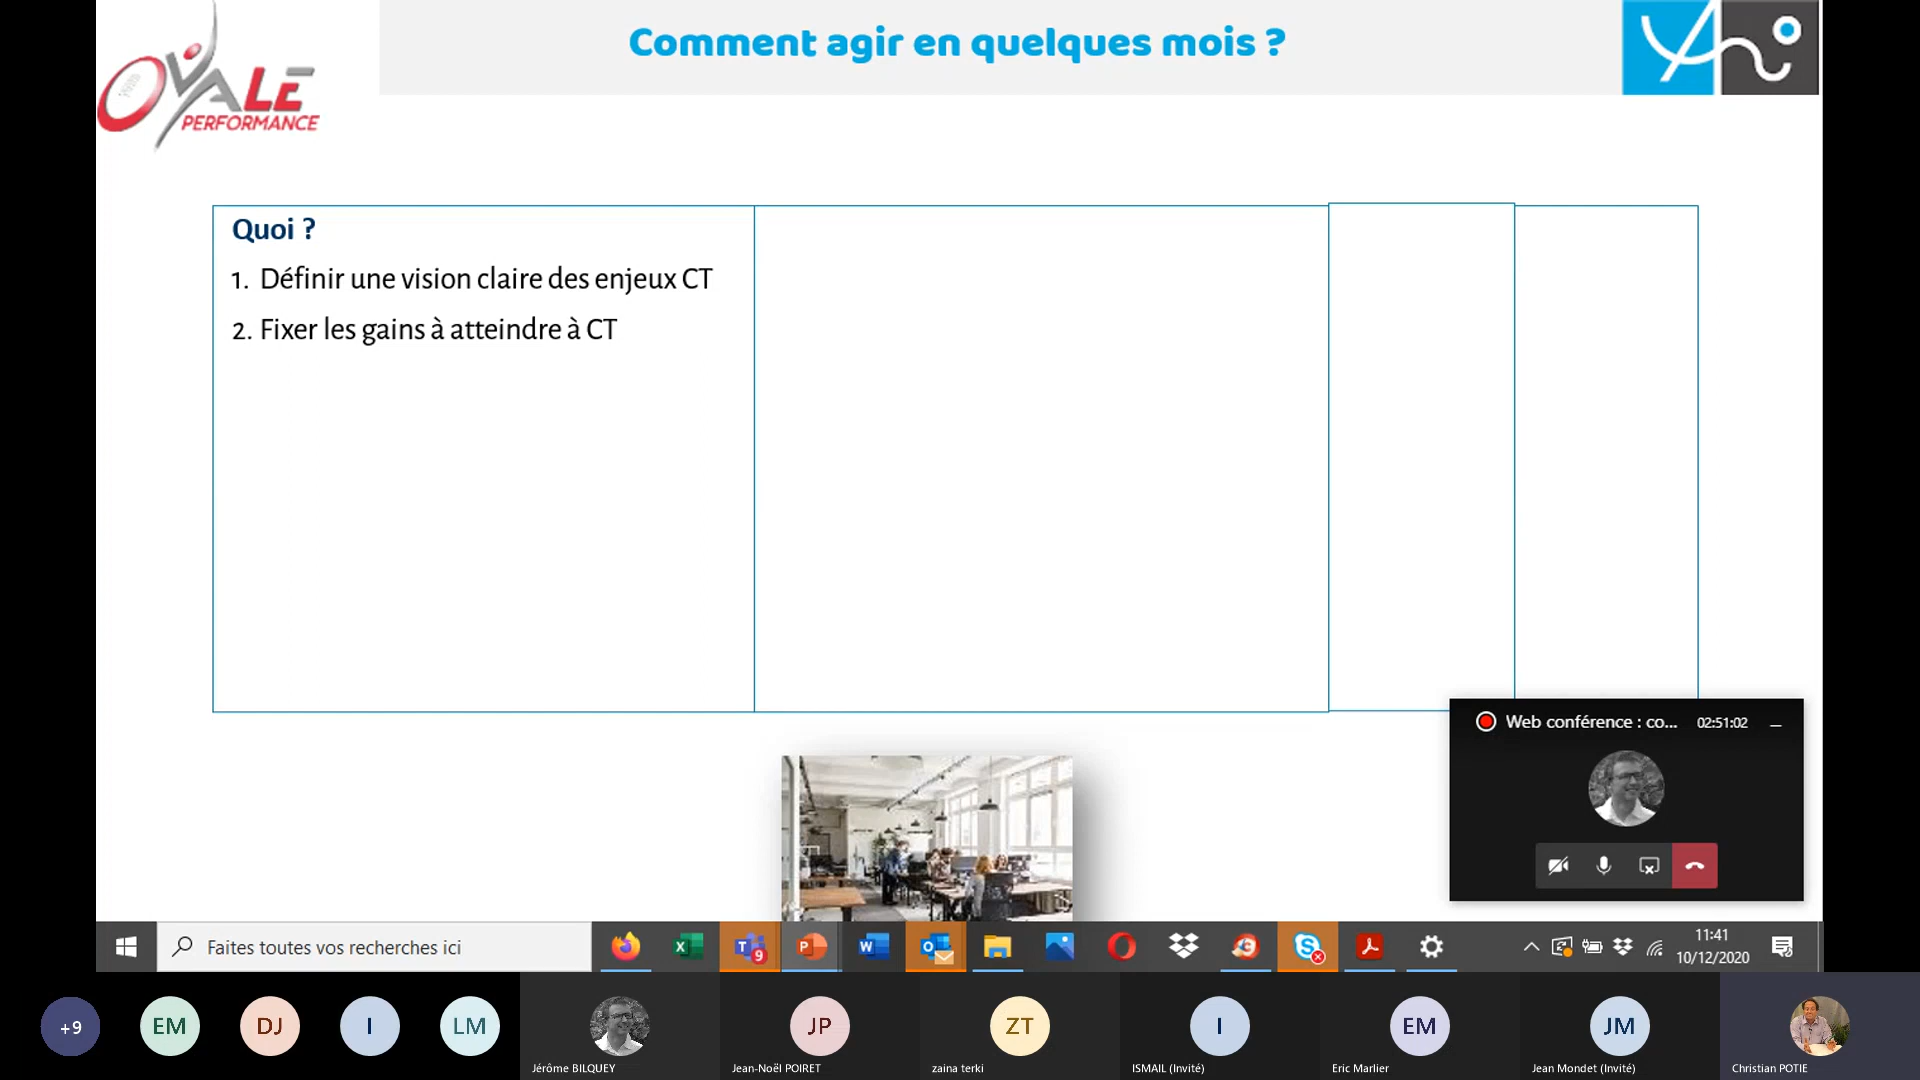 OVALE
PERFORMANCE
Comment agir en quelques mois ?
Quoi ?
1. Définir une vision claire des enjeux CT
2. Fixer les gains à atteindre à CT
Web conférence : co... 02:51:02
Faites toutes vos recherches ici
9
11:41
10/12/2020
+9
EM
DJ
I
LM
JP
ZT
I
EM
JM
Jérôme BILQUEY
Jean-Noël POIRET
zaina terki
ISMAIL (Invité)
Eric Marlier
Jean Mondet (Invité)
Christian POTIE